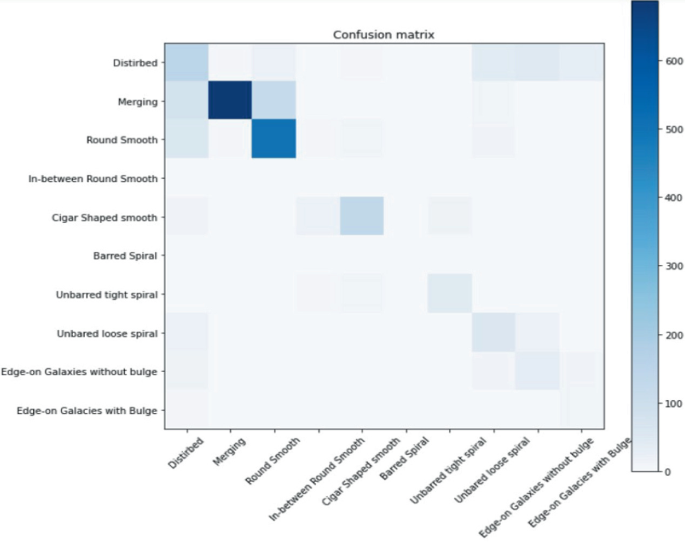 Confusion matrix
Distirbed
Merging
Round Smooth
In-between Round Smooth
Cigar Shaped smooth
Barred Spiral
Unbarred tight spiral
Unbared loose spiral
Edge-on Galaxies without bulge
Edge-on Galacies with Bulge
Distirbed
Merging
Round Smooth
In-between Round Smooth
Cigar Shaped smooth
Barred Spiral
Unbarred tight spiral
Unbared loose spiral
Edge-on Galaxies without bulge
Edge-on Galacies with Bulge
600
500
400
300
200
100
0